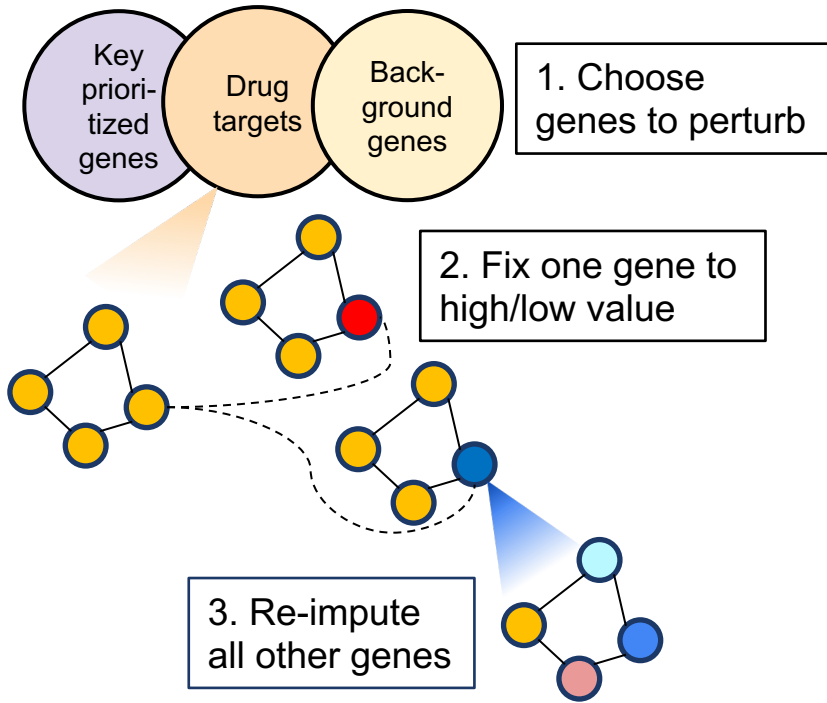 Key
priori-
tized
genes
Drug
targets
Back-
ground
genes
1. Choose
genes to perturb
2. Fix one gene to
high/low value
3. Re-impute
all other genes